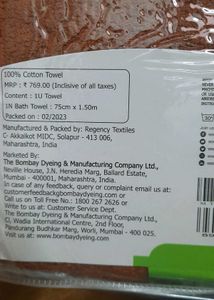 100% Cotton Towel
MRP : ₹ 769.00 (Inclisive of all taxes)
Content : 1U Towel
1N Bath Towel : 75cm x 1.50m
Packed on : 02/2023
Manufactured & Packed by: Regency Textiles
C- Akkalkot MIDC, Solapur - 413 006,
Maharashtra, India
Marketed By:
The Bombay Dyeing & Manufacturing Company Ltd.,
Neville House, J.N. Heredia Marg, Ballard Estate,
Mumbai - 400001, Maharashtra, India.
In case of any feedback, query or complaint email us at:
customerfeedback@bombaydyeing.com or
Call us on Toll Free No. 1800 267 2626 or
Write to us: Customer Service Dept.
The Bombay Dyeing & Manufacturing Company Ltd.,
C/ Wadia International Centre, 2nd Floor,
Pandurang Budhkar Marg, Worli, Mumbai - 400 025.
Visit us at: www.bombaydyeing.com